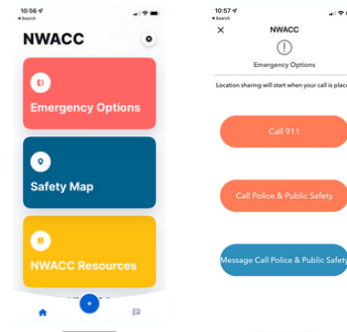 10:56
Search
NWACC
Emergency Options
Safety Map
NWACC Resources
10:57
Search
NWACC
Emergency Options
Location sharing will start when your call is place
Call 911
Call Police & Public Safety
Message Call Police & Public Safety